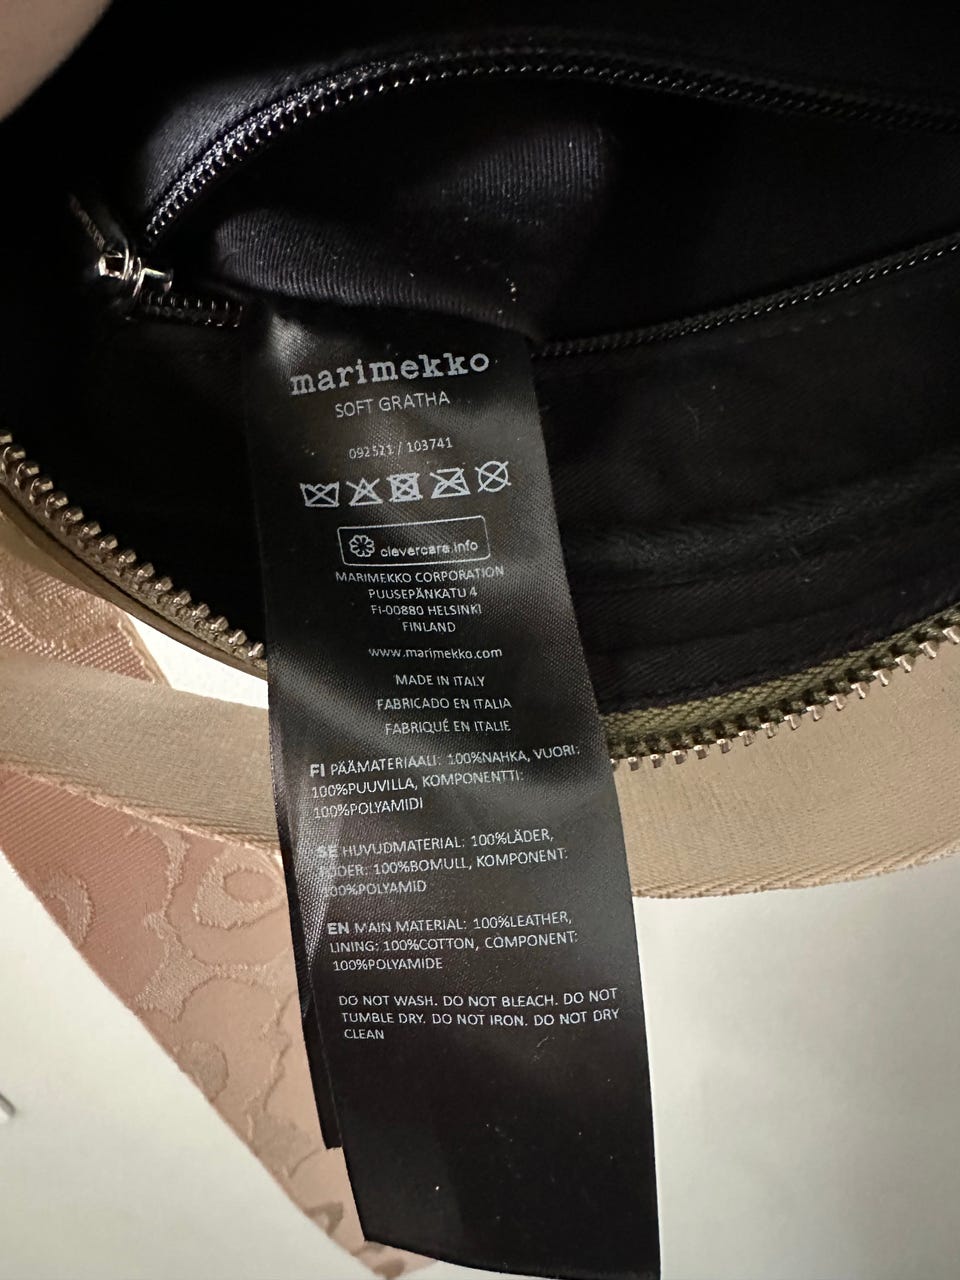 marimekko
SOFT GRATHA
092521 / 103741
clevercare.info
MARIMEKKO CORPORATION
PUUSEPÄNKATU 4
FI-00880 HELSINKI
FINLAND
www.marimekko.com
MADE IN ITALY
FABRICADO EN ITALIA
FABRIQUÉ EN ITALIE
FI PÄÄMATERIAALI: 100%NAHKA, VUORI:
100%PUUVILLA, KOMPONENTTI:
100%POLYAMIDI
SE HUVUDMATERIAL: 100%LÄDER,
FODER: 100%BOMULL, KOMPONENT:
100%POLYAMID
EN MAIN MATERIAL: 100%LEATHER,
LINING: 100%COTTON, COMPONENT:
100%POLYAMIDE
DO NOT WASH. DO NOT BLEACH. DO NOT
TUMBLE DRY. DO NOT IRON. DO NOT DRY
CLEAN